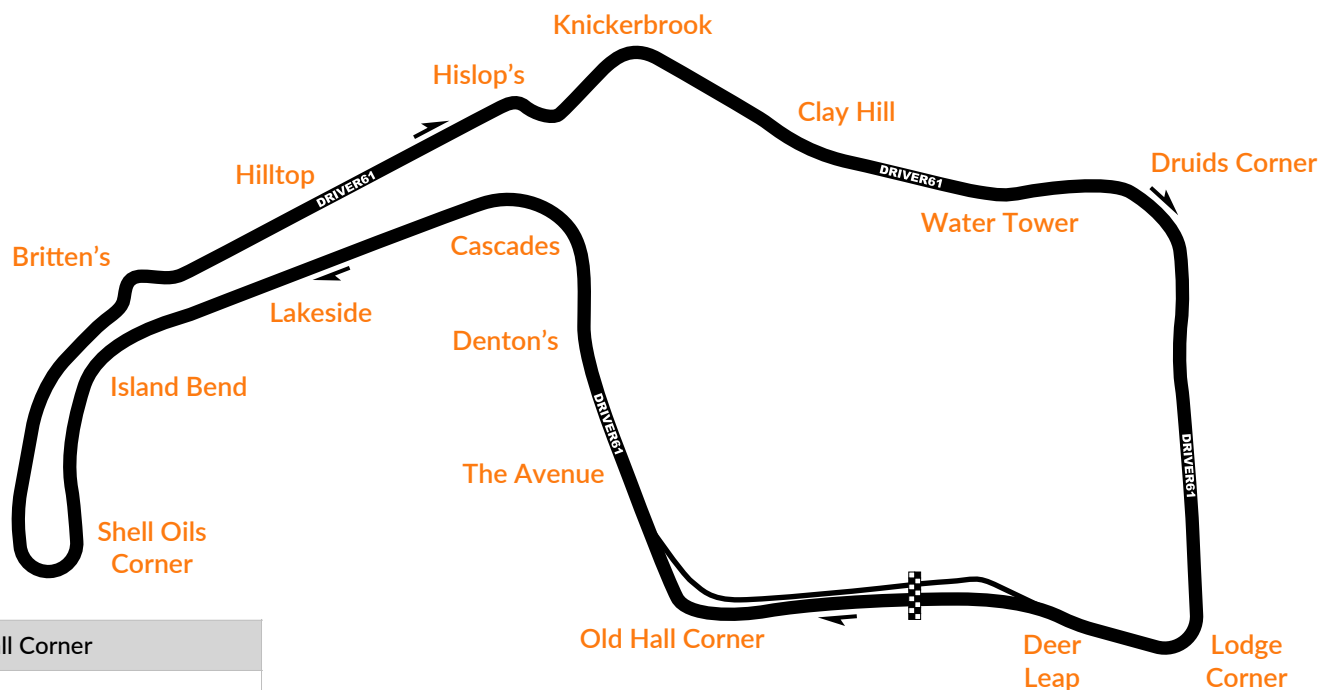 Knickerbrook
Hislop's
Clay Hill
Druids Corner
Hilltop
DRIVER61
DRIVER61
Water Tower
Britten's
Cascades
Lakeside
Denton's
Island Bend
DRIVER61
DRIVER61
The Avenue
Shell Oils
Corner
Old Hall Corner
Deer
Leap
Lodge
Corner
ll Corner